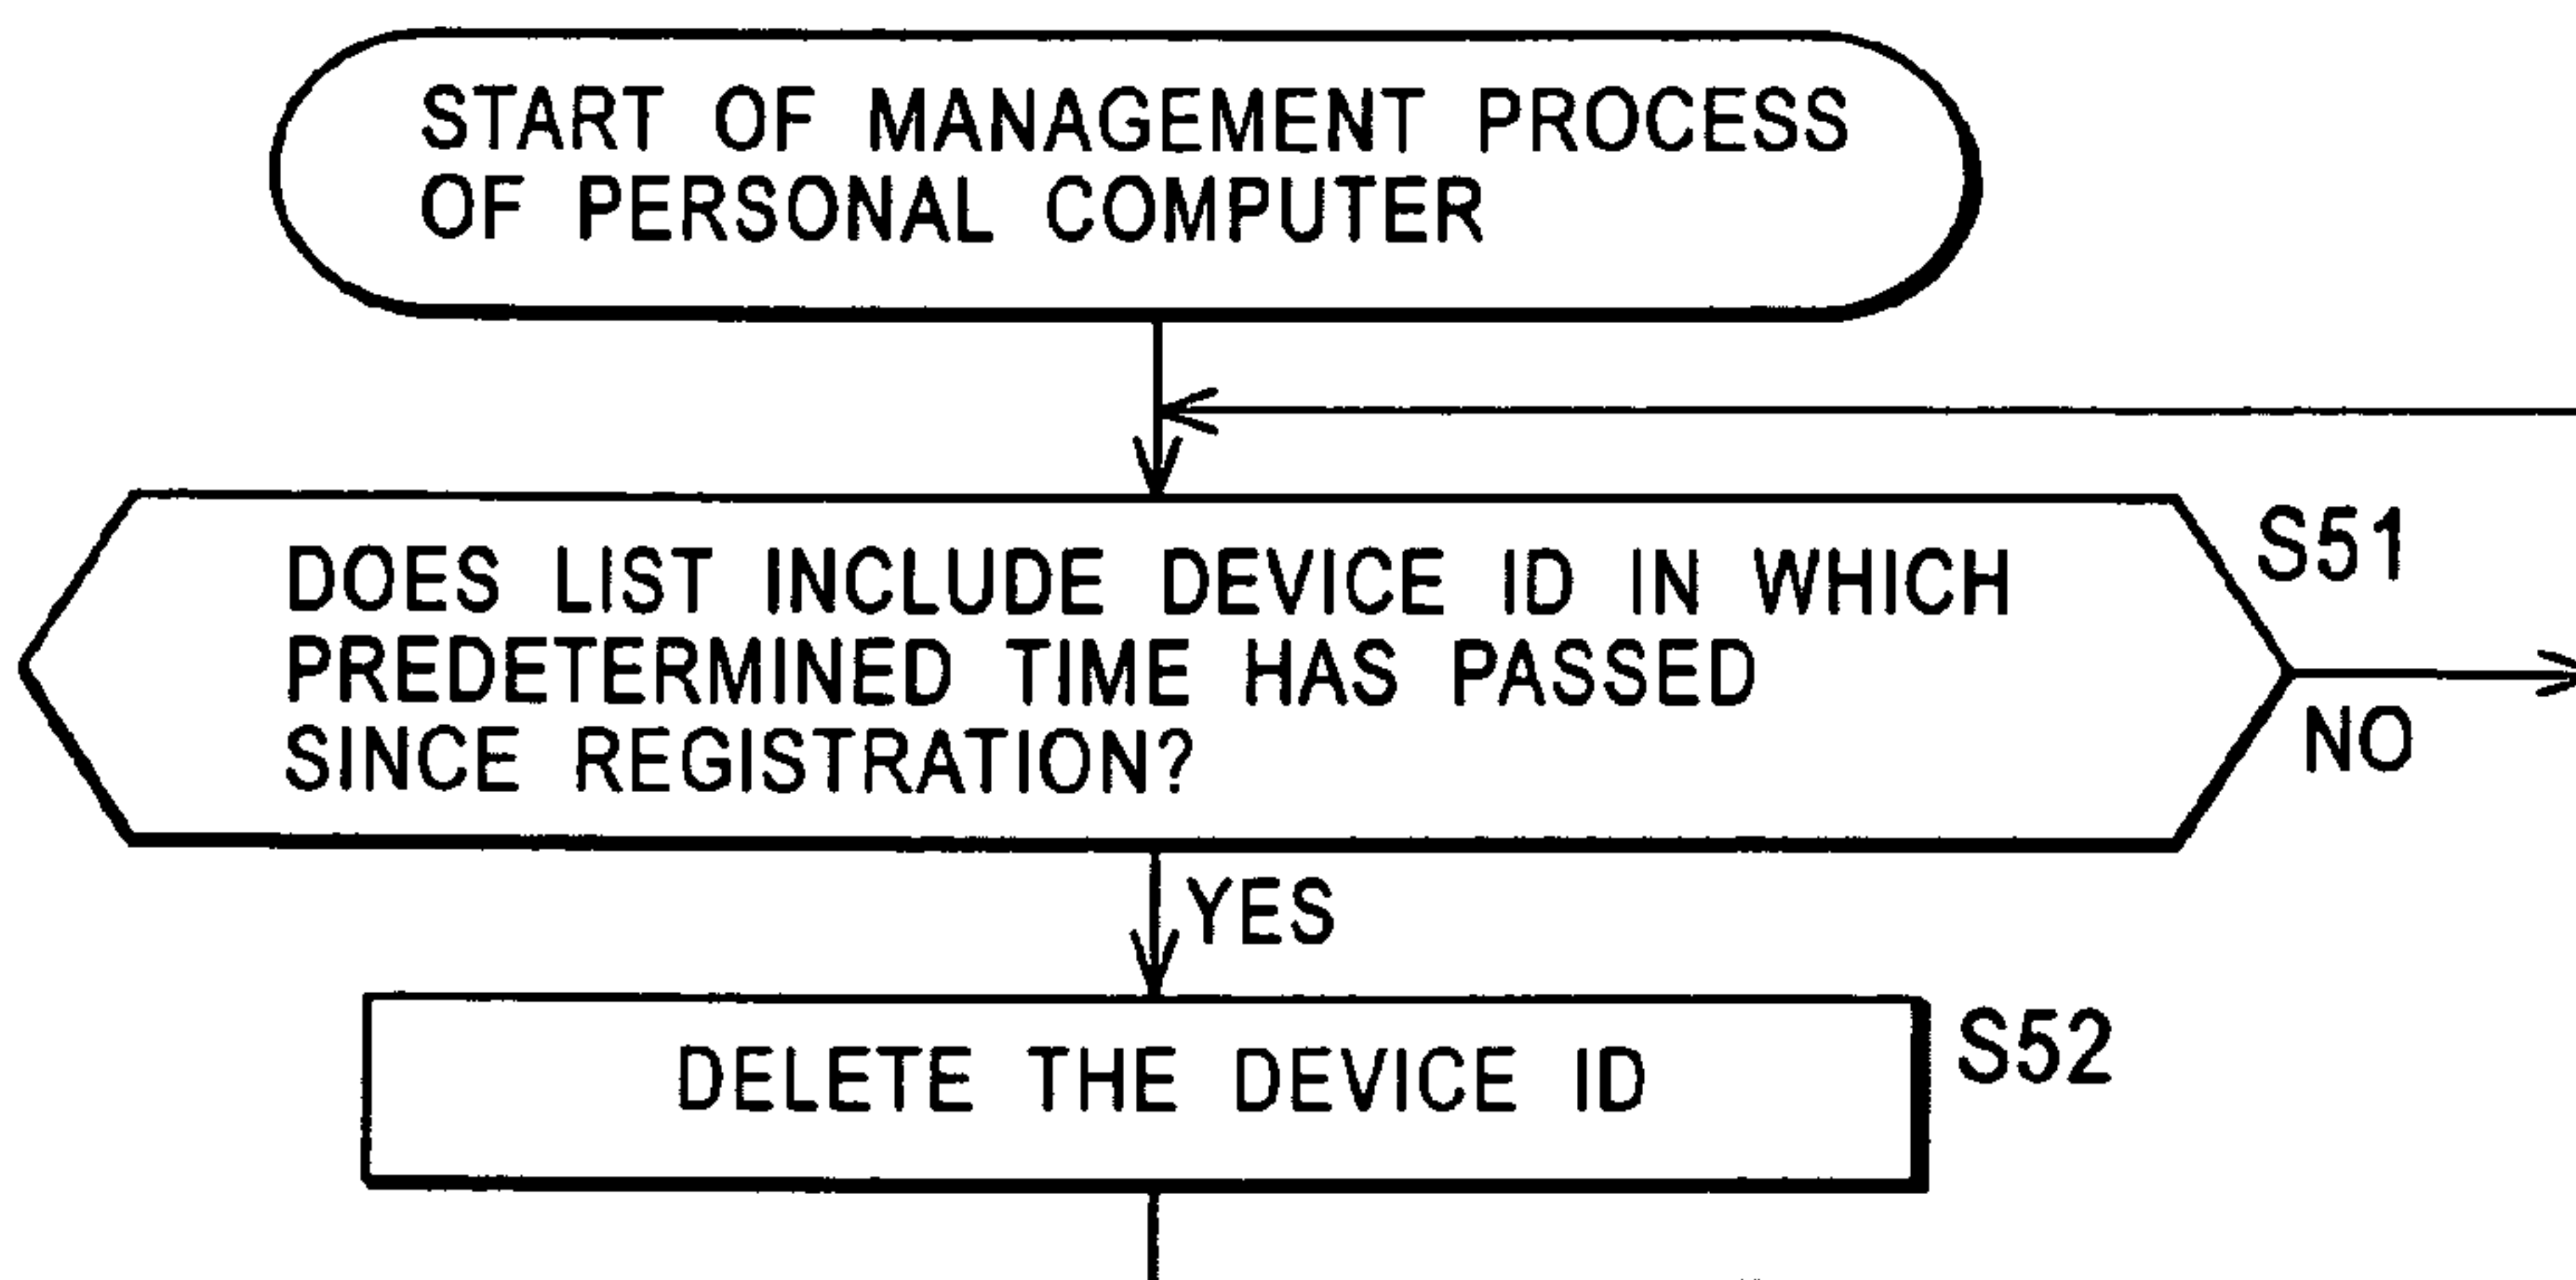 START OF MANAGEMENT PROCESS
OF PERSONAL COMPUTER
S51
DOES LIST INCLUDE DEVICE ID IN WHICH
PREDETERMINED TIME HAS PASSED
SINCE REGISTRATION?
NO
YES
S52
DELETE THE DEVICE ID